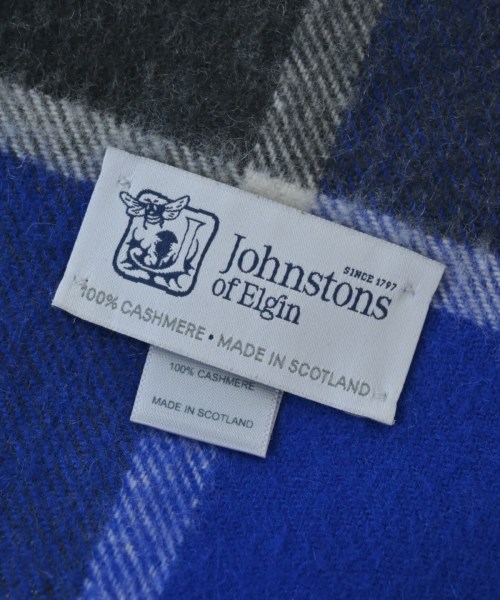 SINCE 1797
Johnstons
of Elgin
100% CASHMERE • MADE IN SCOTLAND
100% CASHMERE
MADE IN SCOTLAND